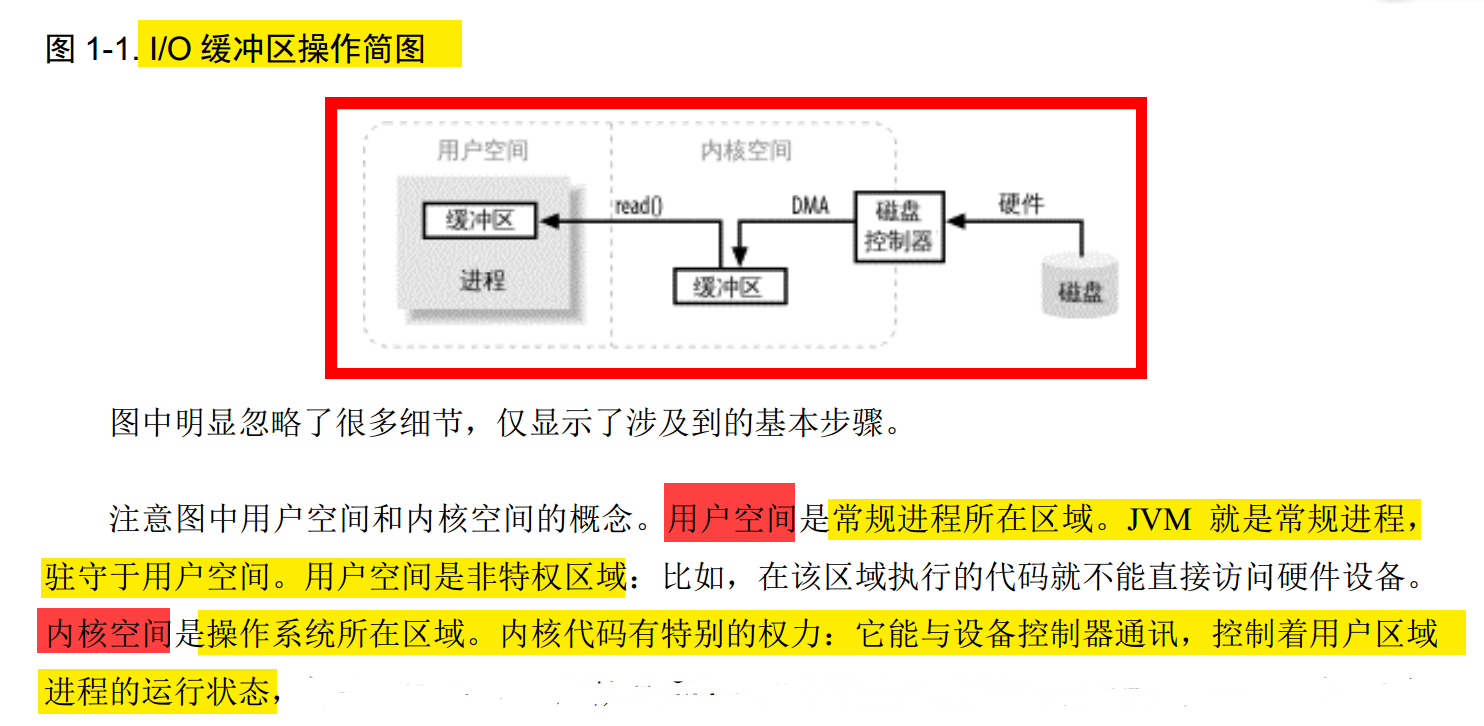 图 1-1. I/O 缓冲区操作简图
用户空间
内核空间
read()
DMA
硬件
缓冲区
磁盘
控制器
进程
缓冲区
磁盘
图中明显忽略了很多细节，仅显示了涉及到的基本步骤。
注意图中用户空间和内核空间的概念。用户空间是常规进程所在区域。JVM 就是常规进程，
驻守于用户空间。用户空间是非特权区域：比如，在该区域执行的代码就不能直接访问硬件设备。
内核空间是操作系统所在区域。内核代码有特别的权力：它能与设备控制器通讯，控制着用户区域
进程的运行状态，